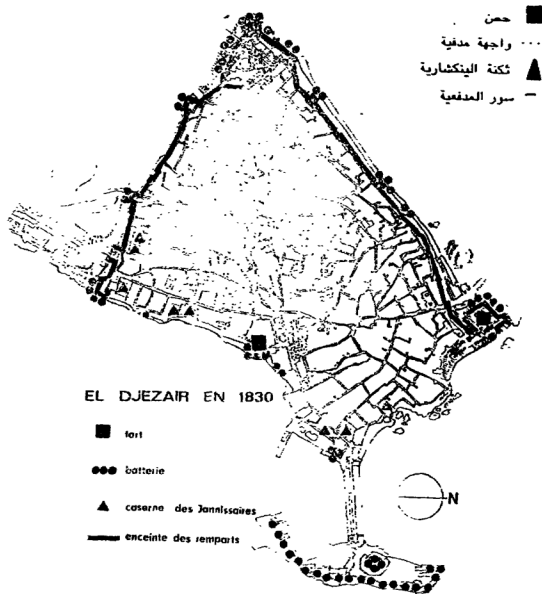 حصن
واجهة مدفية
ثكنة الينكشارية
سور المدفعية
EL DJEZAIR EN 1830
fort
batterie
caserne des Jannissaires
enceinte des remparts
N